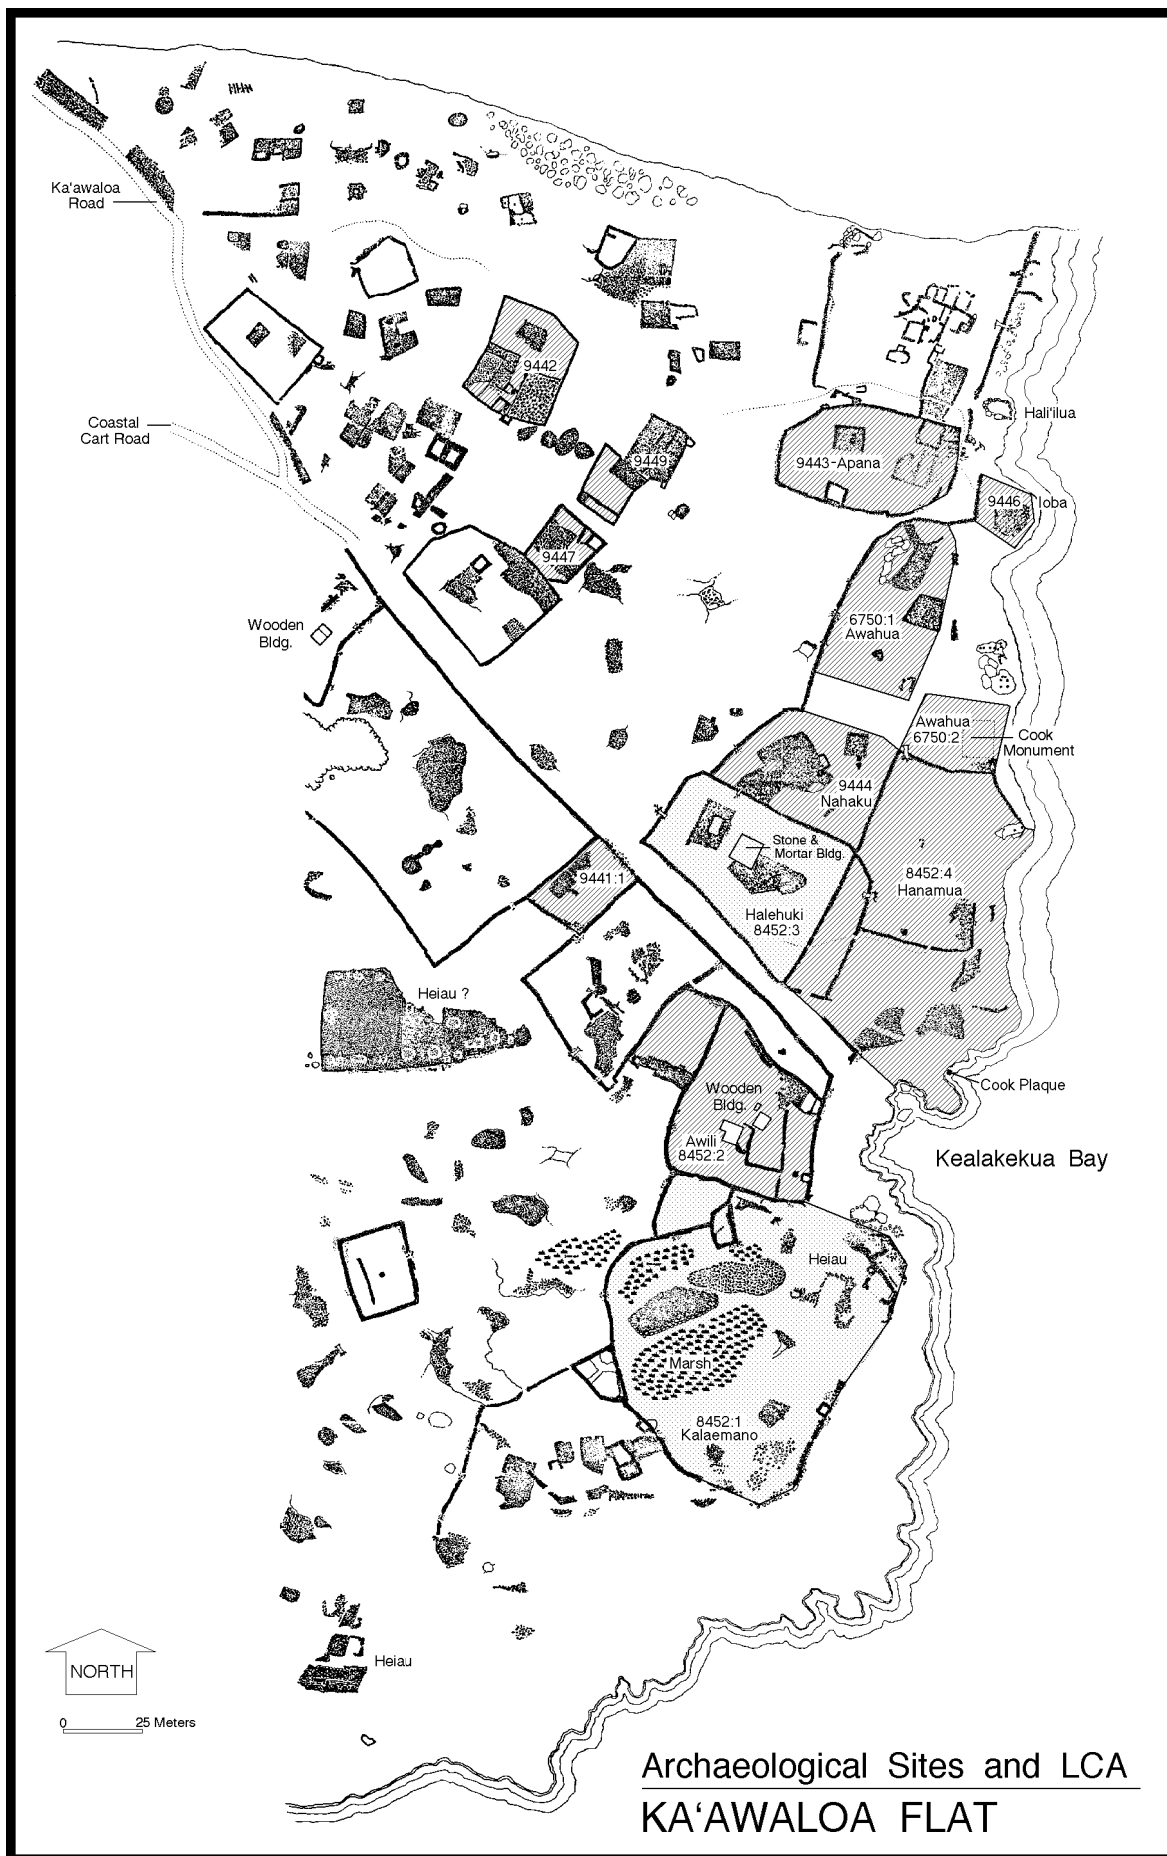 Ka‘awaloa
Road
9442
Coastal
Cart Road
Hali‘ilua
9449
9443-Apana
9446
Ioba
9447
Wooden
Bldg.
6750:1
Awahua
Awahua
6750:2
Cook
Monument
9444
Nahaku
Stone &
Mortar Bldg.
?
9441:1
8452:4
Hanamua
Halehuki
8452:3
Heiau ?
Cook Plaque
Wooden
Bldg.
Awili
8452:2
Kealakekua Bay
Heiau
Marsh
8452:1
Kalaemano
Heiau
NORTH
0 25 Meters
Archaeological Sites and LCA
KA‘AWALOA FLAT